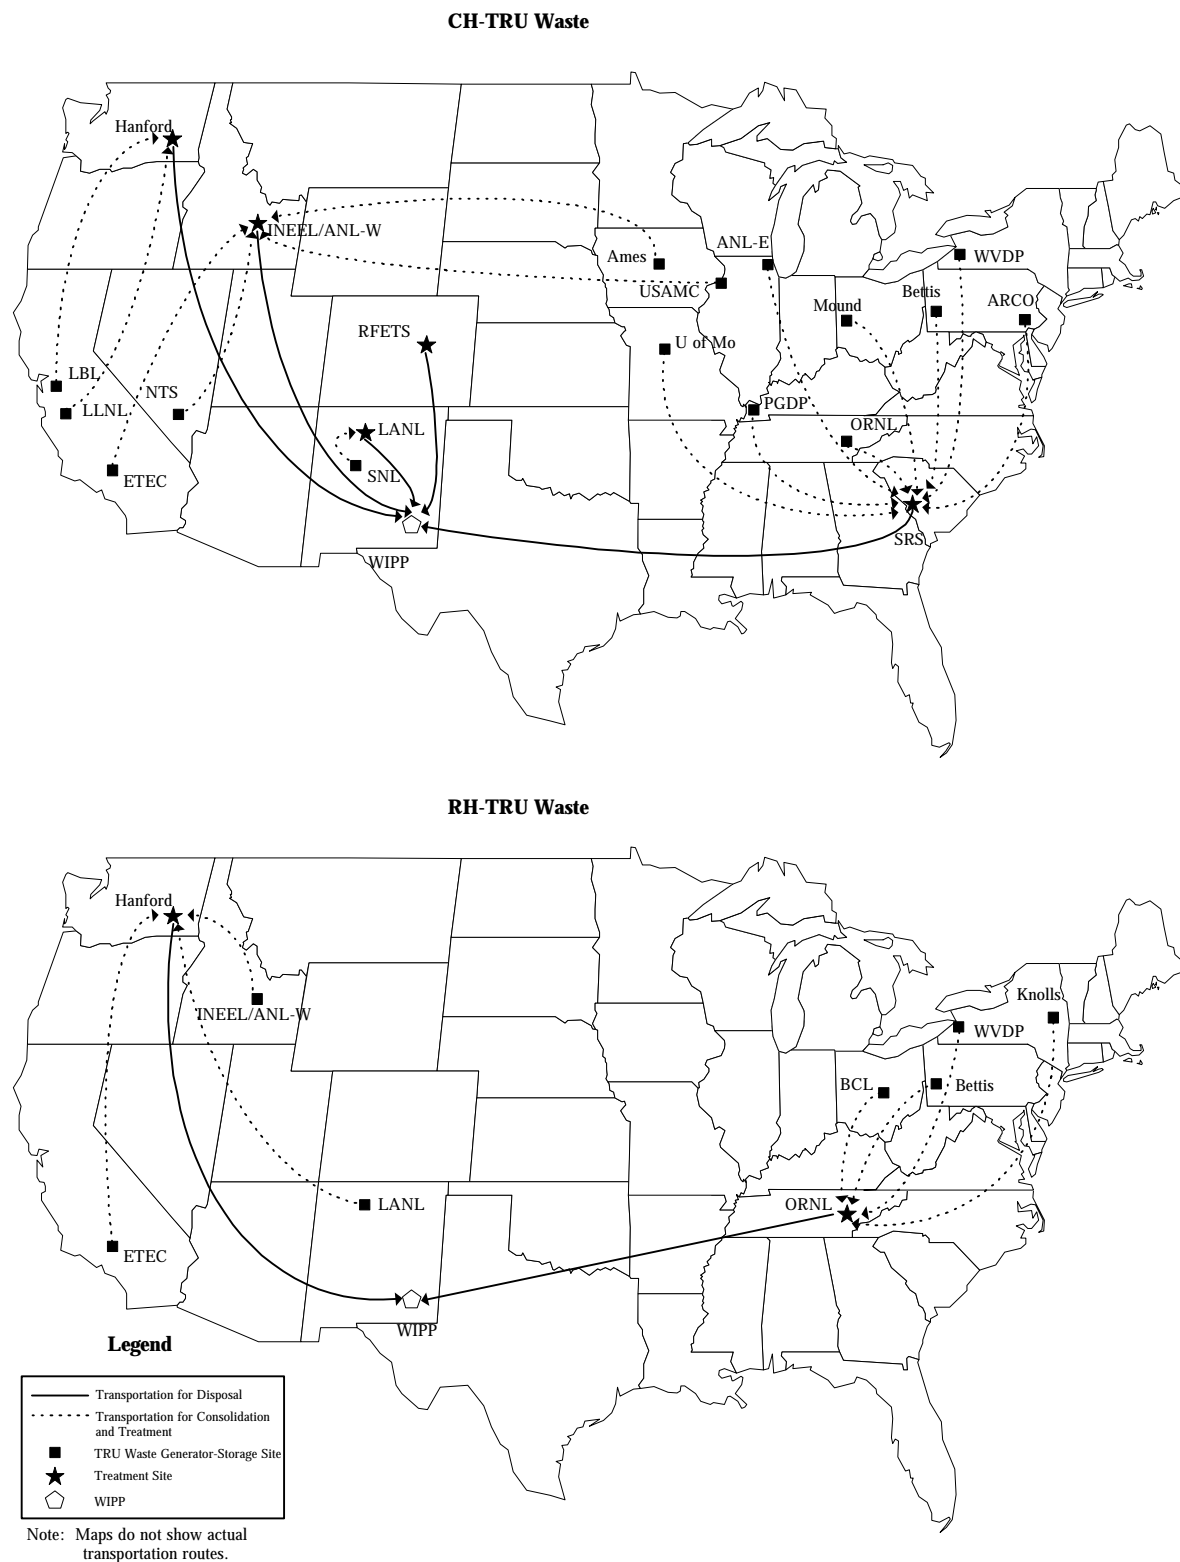 CH-TRU Waste
Hanford
INEEL/ANL-W
ANL-E
Ames
USAMC
WVDP
Bettis
ARCO
Mound
RFETS
U of Mo
LBL
LLNL
NTS
PGDP
ORNL
LANL
SNL
ETEC
SRS
WIPP
RH-TRU Waste
Hanford
INEEL/ANL-W
Knolls
WVDP
BCL
Bettis
LANL
ORNL
ETEC
WIPP
Legend
Transportation for Disposal
Transportation for Consolidation
and Treatment
TRU Waste Generator-Storage Site
Treatment Site
WIPP
Note: Maps do not show actual
transportation routes.